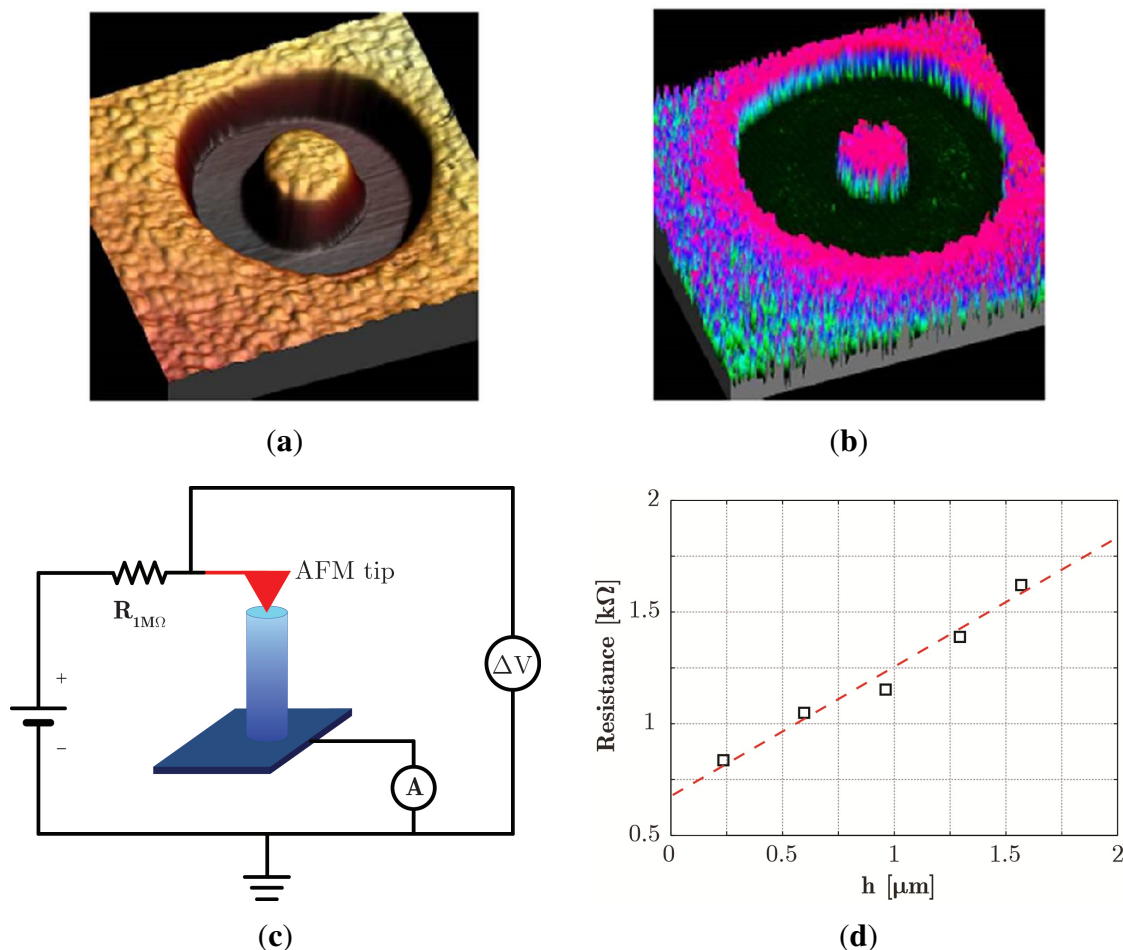 (a)
(b)
R1MΩ
AFM tip
+
−
ΔV
A
(c)
Resistance [kΩ]
2
1.5
1
0.5
0
0.5
1
1.5
2
h [μm]
(d)